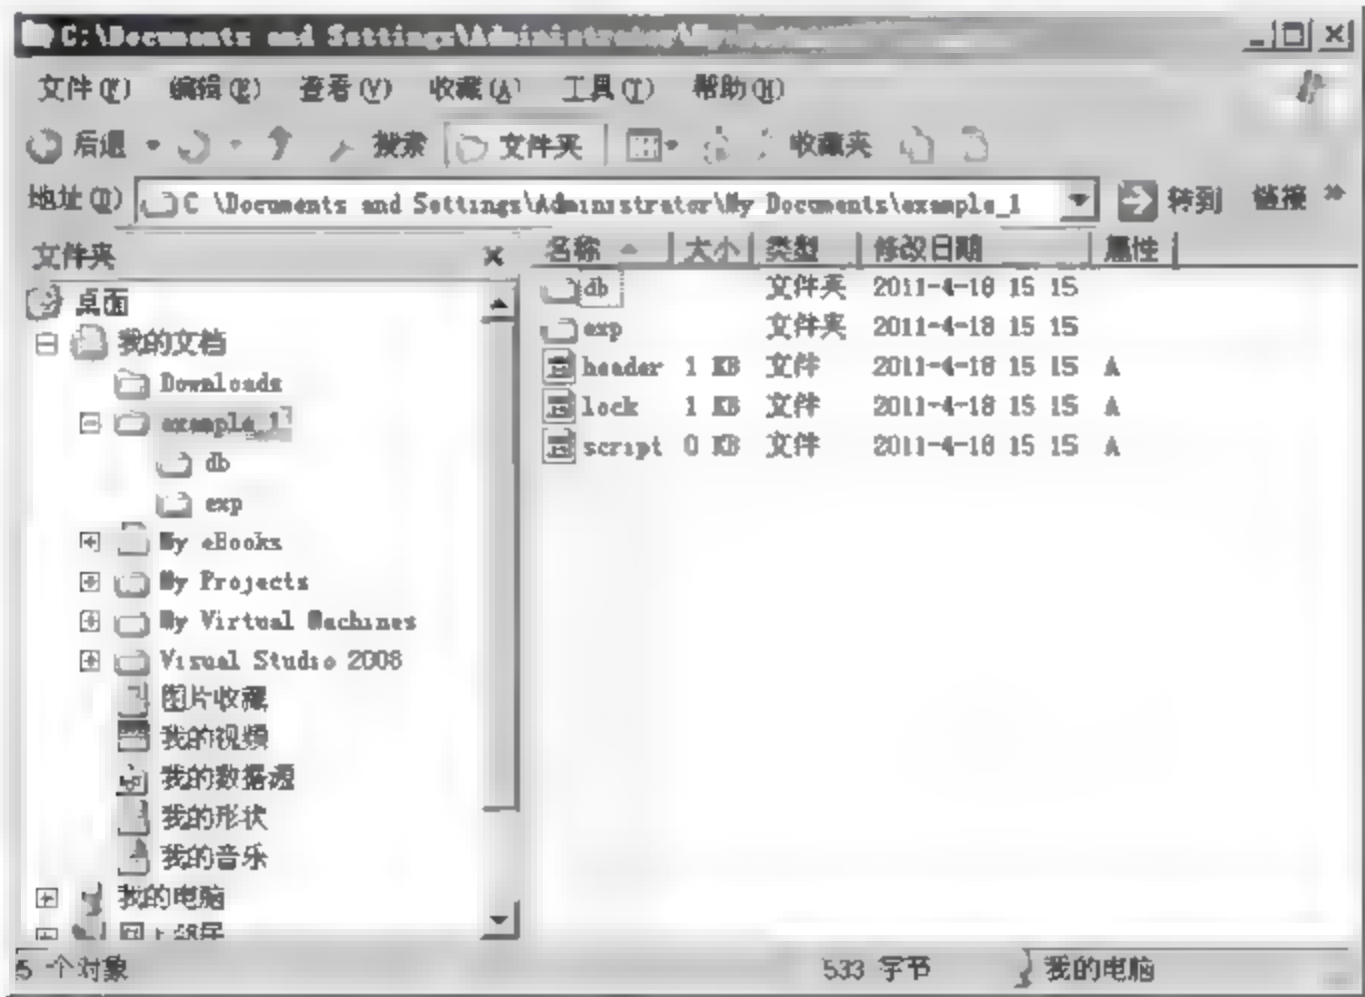 C:\Documents and Settings\Administrator\My
文件(F) 编辑(E) 查看(V) 收藏(A) 工具(T) 帮助(H)
后退 搜索 文件夹 收藏夹
地址(D) C \Documents and Settings\Administrator\My Documents\example_1 转到 链接 »
文件夹
名称 大小 类型 修改日期 属性
桌面
我的文档
Downloads
example_1
db
exp
My eBooks
My Projects
My Virtual Machines
Visual Studio 2008
图片收藏
我的视频
我的数据源
我的形状
我的音乐
我的电脑
db 文件夹 2011-4-18 15 15
exp 文件夹 2011-4-18 15 15
header 1 KB 文件 2011-4-18 15 15 A
lock 1 KB 文件 2011-4-18 15 15 A
script 0 KB 文件 2011-4-18 15 15 A
5 个对象 533 字节 我的电脑